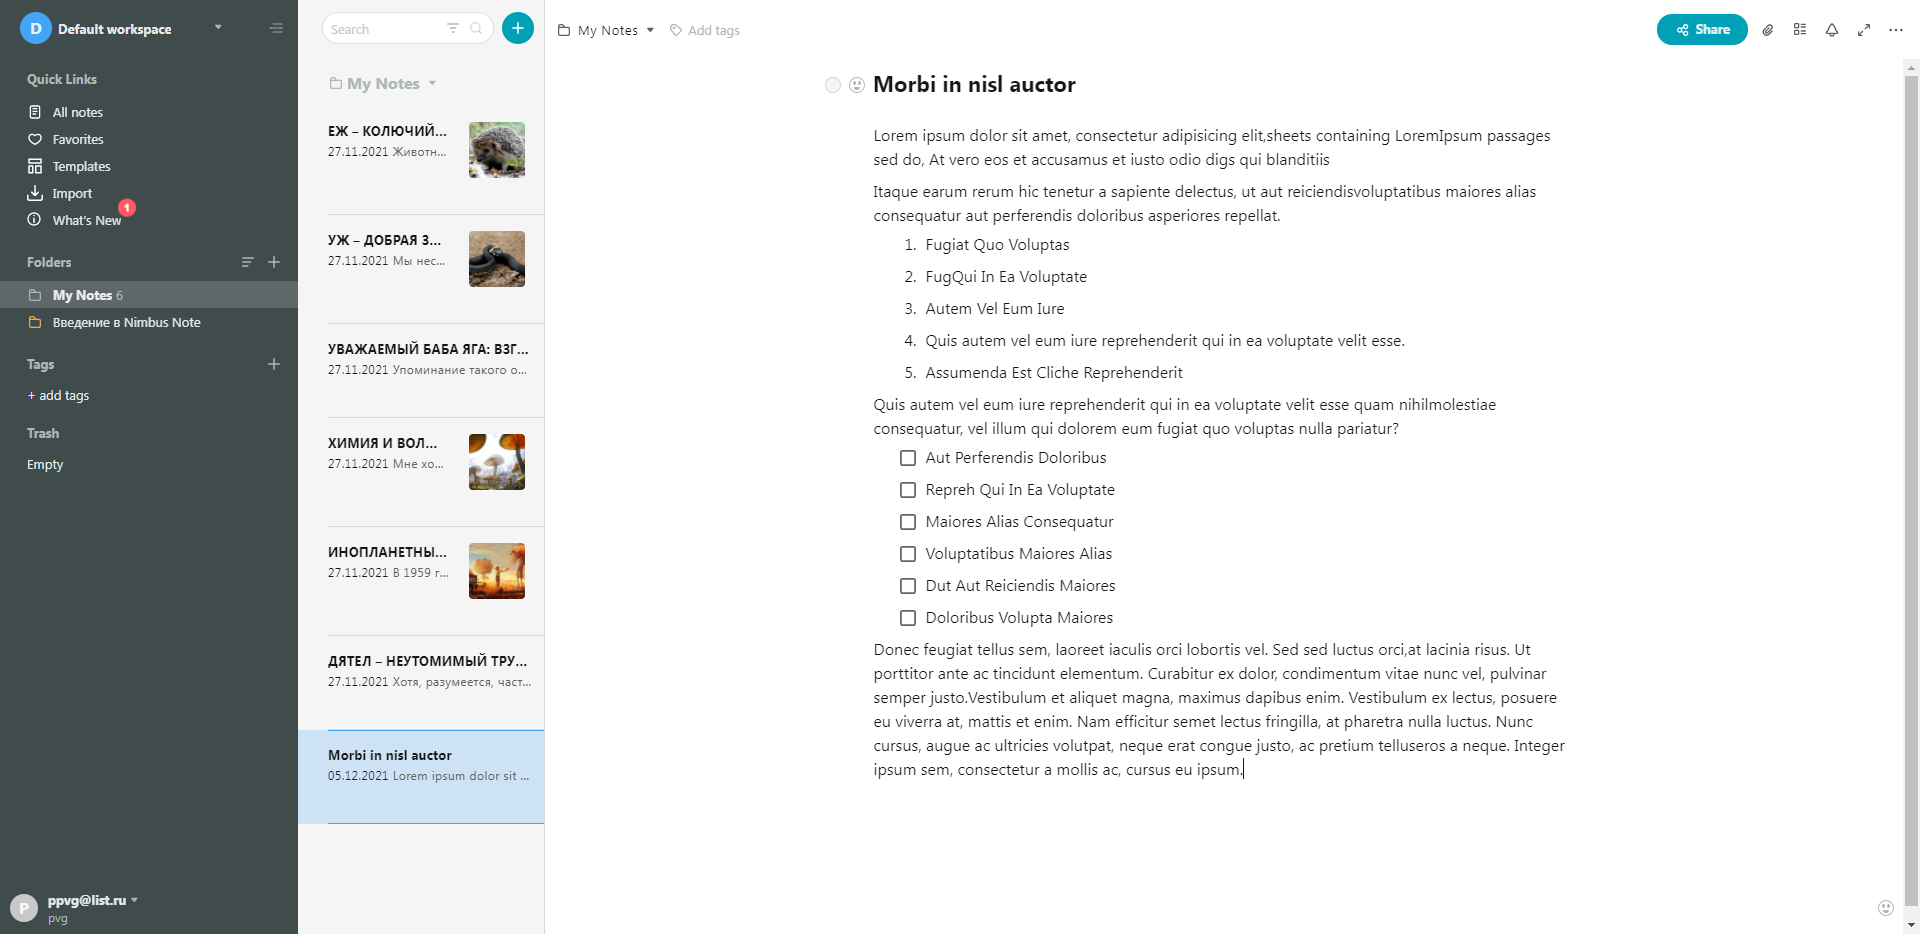 D Default workspace
Quick Links
All notes
Favorites
Templates
Import
What's New 1
Folders
My Notes 6
Введение в Nimbus Note
Tags
+ add tags
Trash
Empty
P ppvg@list.ru
pvg
Search
My Notes
ЕЖ – КОЛЮЧИЙ...
27.11.2021 Животн...
УЖ – ДОБРАЯ З...
27.11.2021 Мы нес...
УВАЖАЕМЫЙ БАБА ЯГА: ВЗГ...
27.11.2021 Упоминание такого о...
ХИМИЯ И ВОЛ...
27.11.2021 Мне хо...
ИНОПЛАНЕТНЫ...
27.11.2021 В 1959 г...
ДЯТЕЛ – НЕУТОМИМЫЙ ТРУ...
27.11.2021 Хотя, разумеется, част...
Morbi in nisl auctor
05.12.2021 Lorem ipsum dolor sit ...
My Notes Add tags
Share
Morbi in nisl auctor
Lorem ipsum dolor sit amet, consectetur adipisicing elit,sheets containing LoremIpsum passages
sed do, At vero eos et accusamus et iusto odio digs qui blanditiis
Itaque earum rerum hic tenetur a sapiente delectus, ut aut reiciendisvoluptatibus maiores alias
consequatur aut perferendis doloribus asperiores repellat.
1. Fugiat Quo Voluptas
2. FugQui In Ea Voluptate
3. Autem Vel Eum Iure
4. Quis autem vel eum iure reprehenderit qui in ea voluptate velit esse.
5. Assumenda Est Cliche Reprehenderit
Quis autem vel eum iure reprehenderit qui in ea voluptate velit esse quam nihilmolestiae
consequatur, vel illum qui dolorem eum fugiat quo voluptas nulla pariatur?
Aut Perferendis Doloribus
Repreh Qui In Ea Voluptate
Maiores Alias Consequatur
Voluptatibus Maiores Alias
Dut Aut Reiciendis Maiores
Doloribus Volupta Maiores
Donec feugiat tellus sem, laoreet iaculis orci lobortis vel. Sed sed luctus orci,at lacinia risus. Ut
porttitor ante ac tincidunt elementum. Curabitur ex dolor, condimentum vitae nunc vel, pulvinar
semper justo.Vestibulum et aliquet magna, maximus dapibus enim. Vestibulum ex lectus, posuere
eu viverra at, mattis et enim. Nam efficitur semet lectus fringilla, at pharetra nulla luctus. Nunc
cursus, augue ac ultricies volutpat, neque erat congue justo, ac pretium telluseros a neque. Integer
ipsum sem, consectetur a mollis ac, cursus eu ipsum.